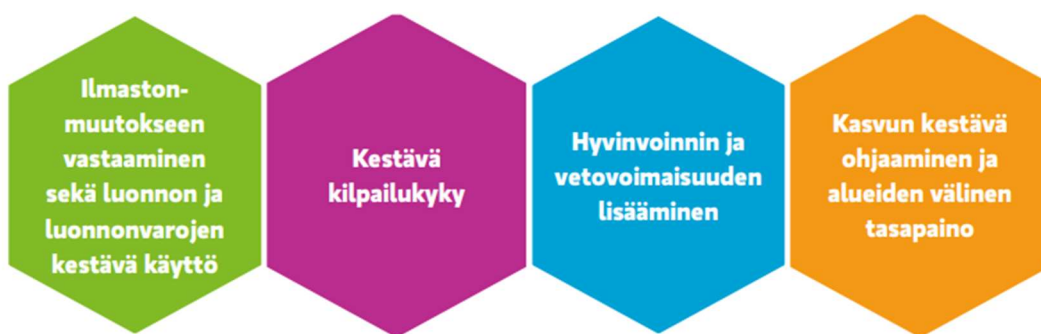 Ilmaston-
muutokseen
vastaaminen
sekä luonnon ja
luonnonvarojen
kestävä käyttö
Kestävä
kilpailukyky
Hyvinvoinnin ja
vetovoimaisuuden
lisääminen
Kasvun kestävä
ohjaaminen ja
alueiden välinen
tasapaino